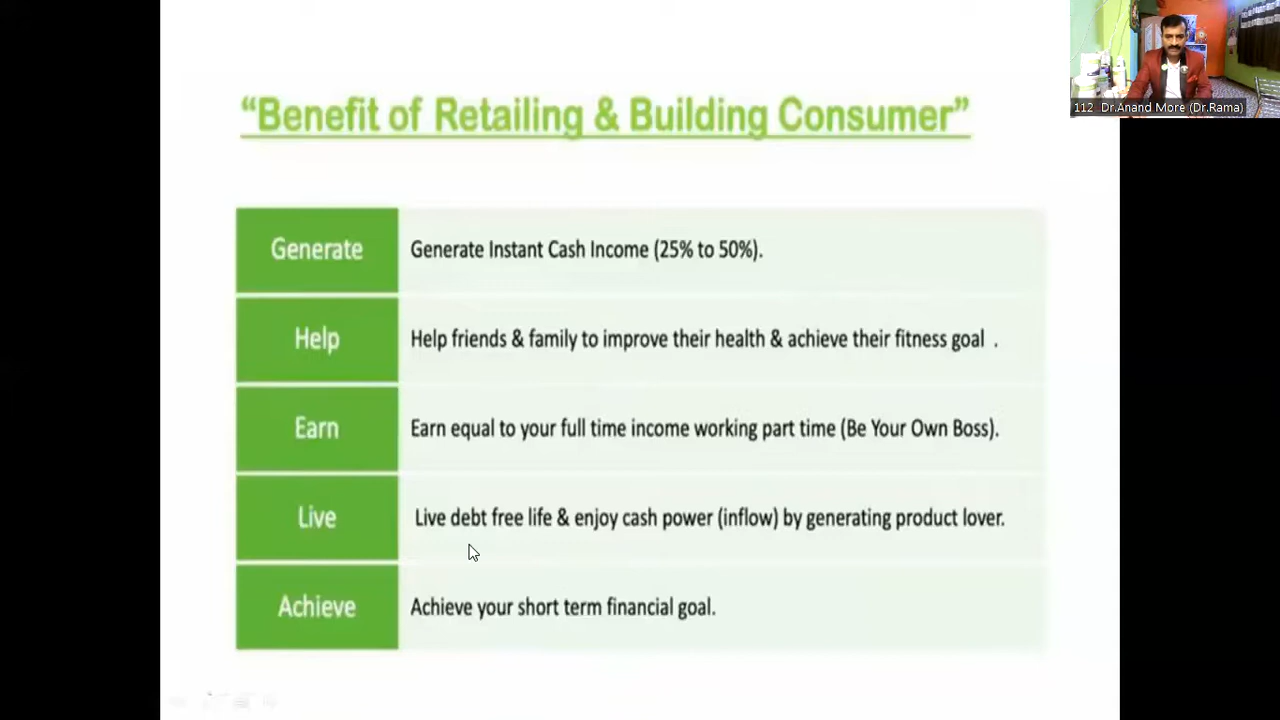 112 Dr.Anand More (Dr.Rama)
“Benefit of Retailing & Building Consumer”
Generate Generate Instant Cash Income (25% to 50%).
Help Help friends & family to improve their health & achieve their fitness goal .
Earn Earn equal to your full time income working part time (Be Your Own Boss).
Live Live debt free life & enjoy cash power (inflow) by generating product lover.
Achieve Achieve your short term financial goal.